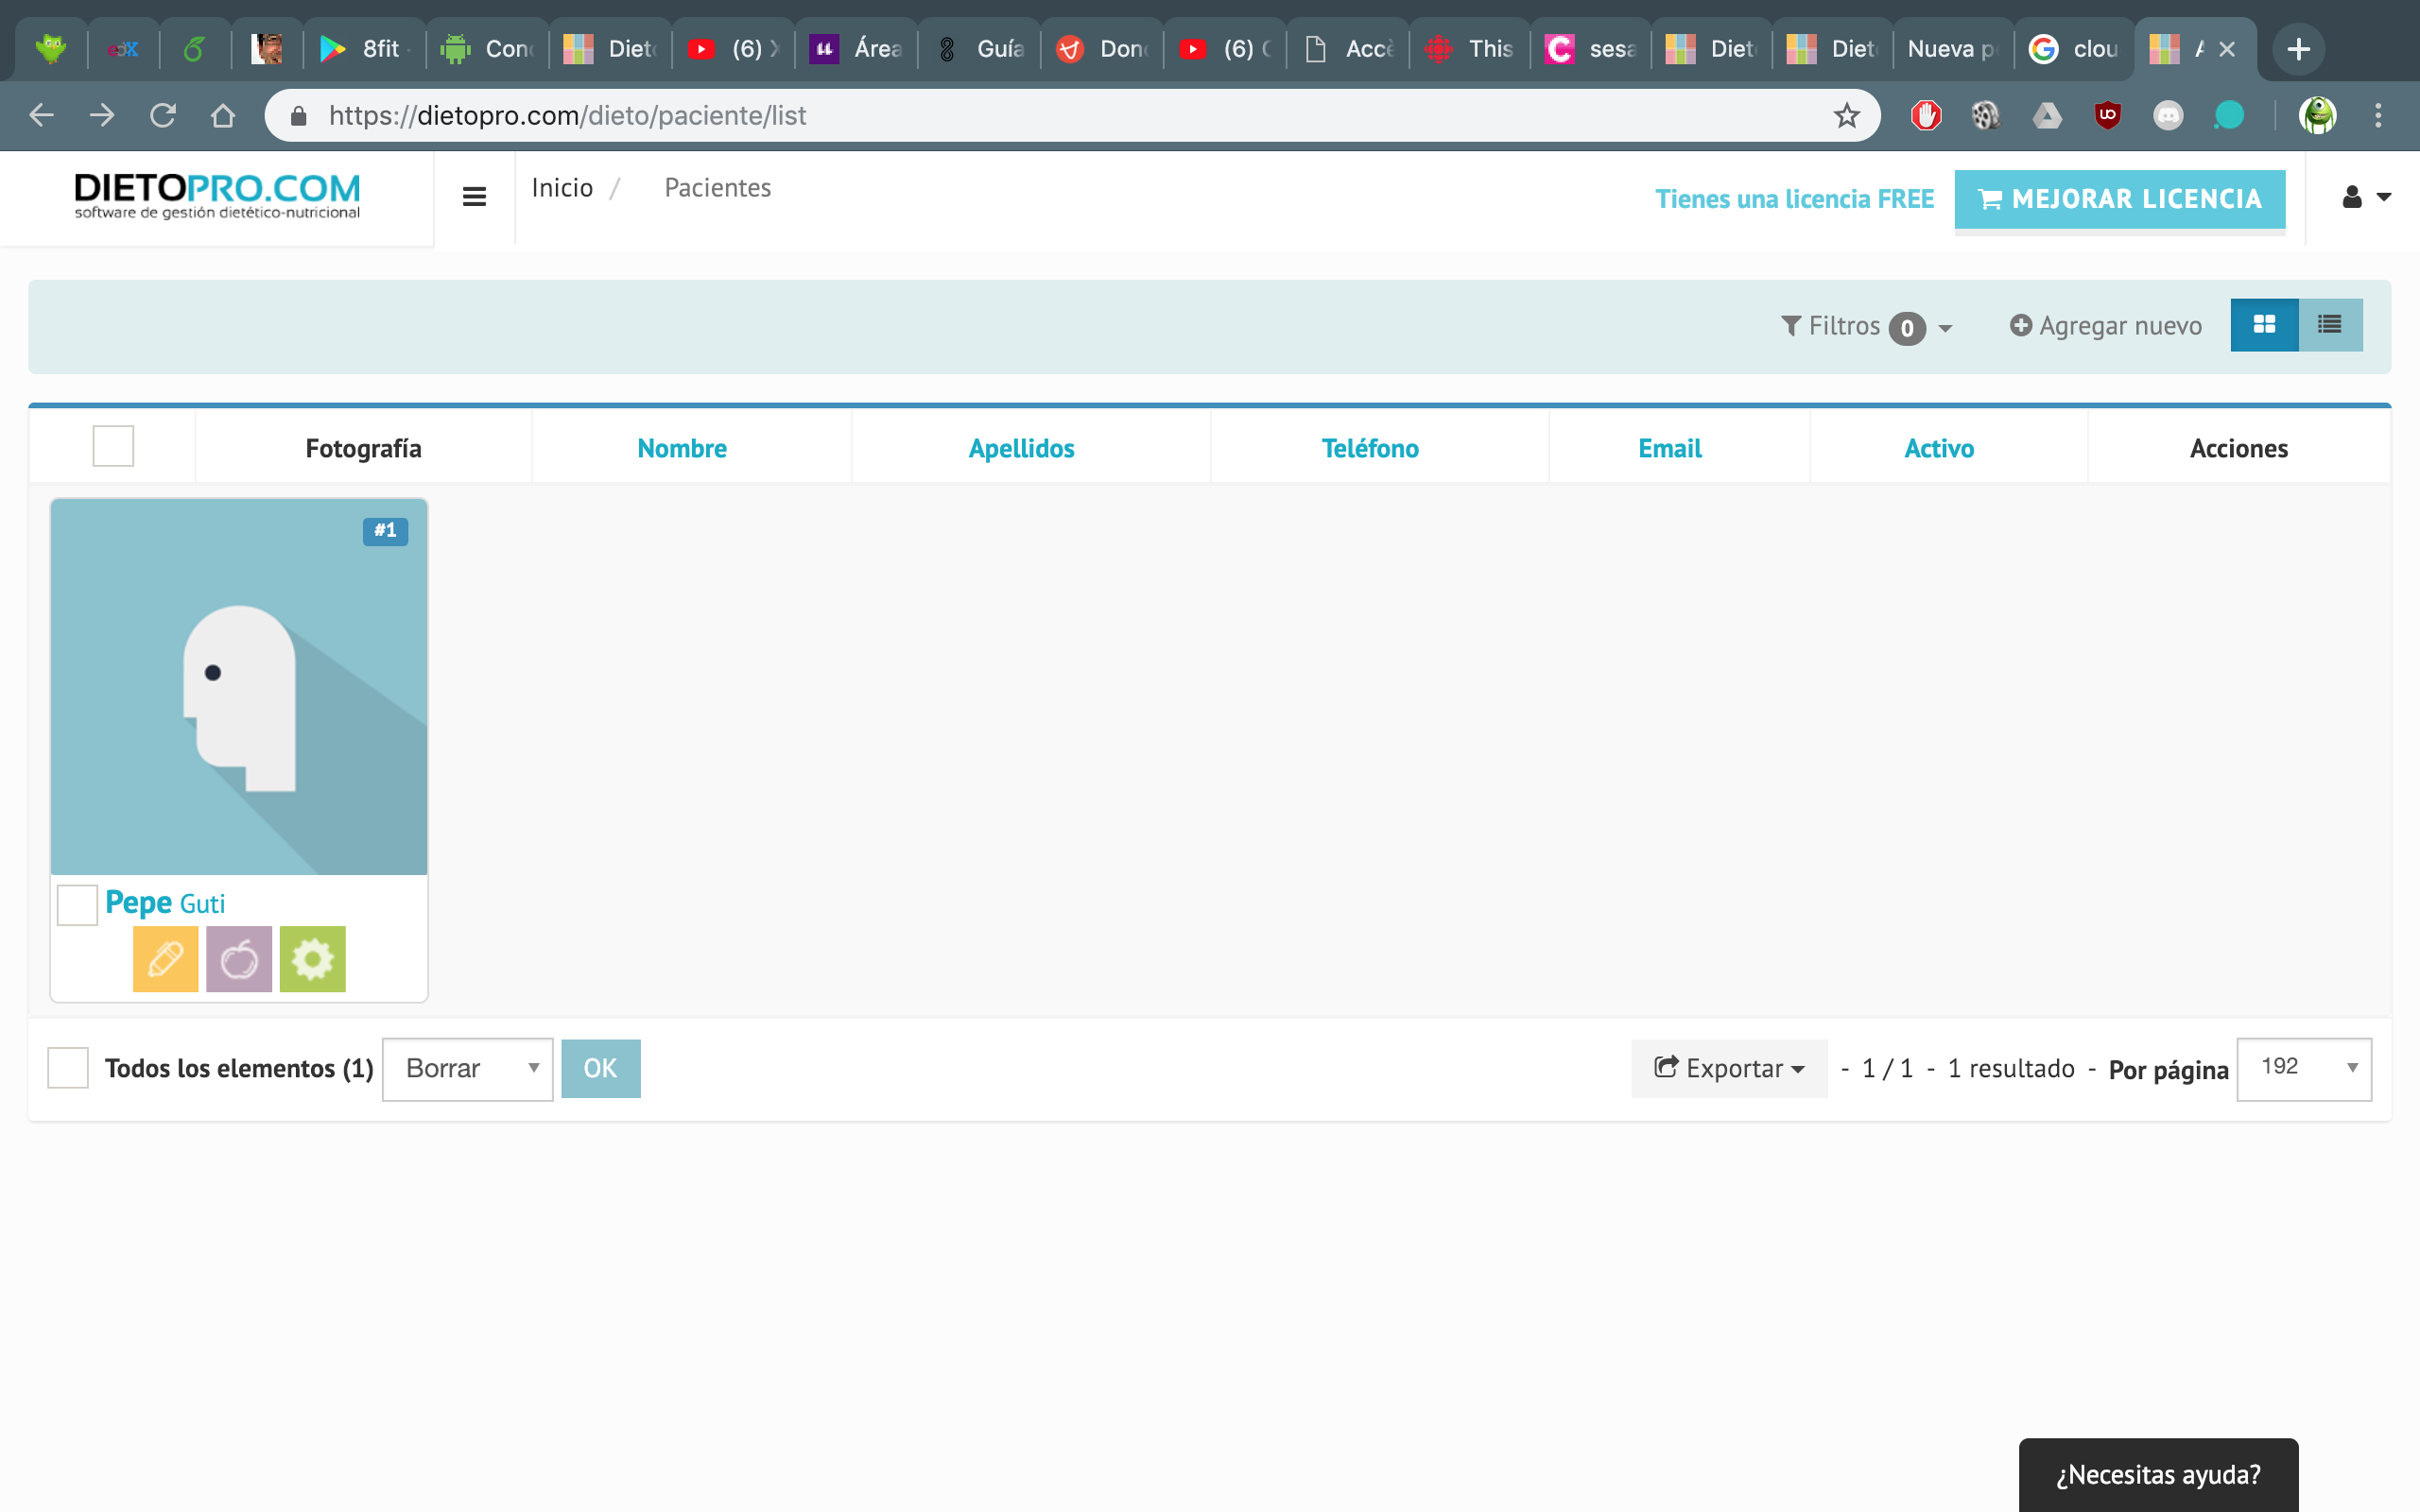 8fit
Con
Diet
(6)
Área
Guía
Don
(6)
Accè
This
sesa
Diet
Diet
Nueva p
clou
https://dietopro.com/dieto/paciente/list
DIETOPRO.COM
software de gestión dietético-nutricional
Inicio / Pacientes
Tienes una licencia FREE
MEJORAR LICENCIA
Filtros 0
Agregar nuevo
Fotografía Nombre Apellidos Teléfono Email Activo Acciones
#1
Pepe Guti
Todos los elementos (1) Borrar OK
Exportar - 1 / 1 - 1 resultado - Por página 192
¿Necesitas ayuda?